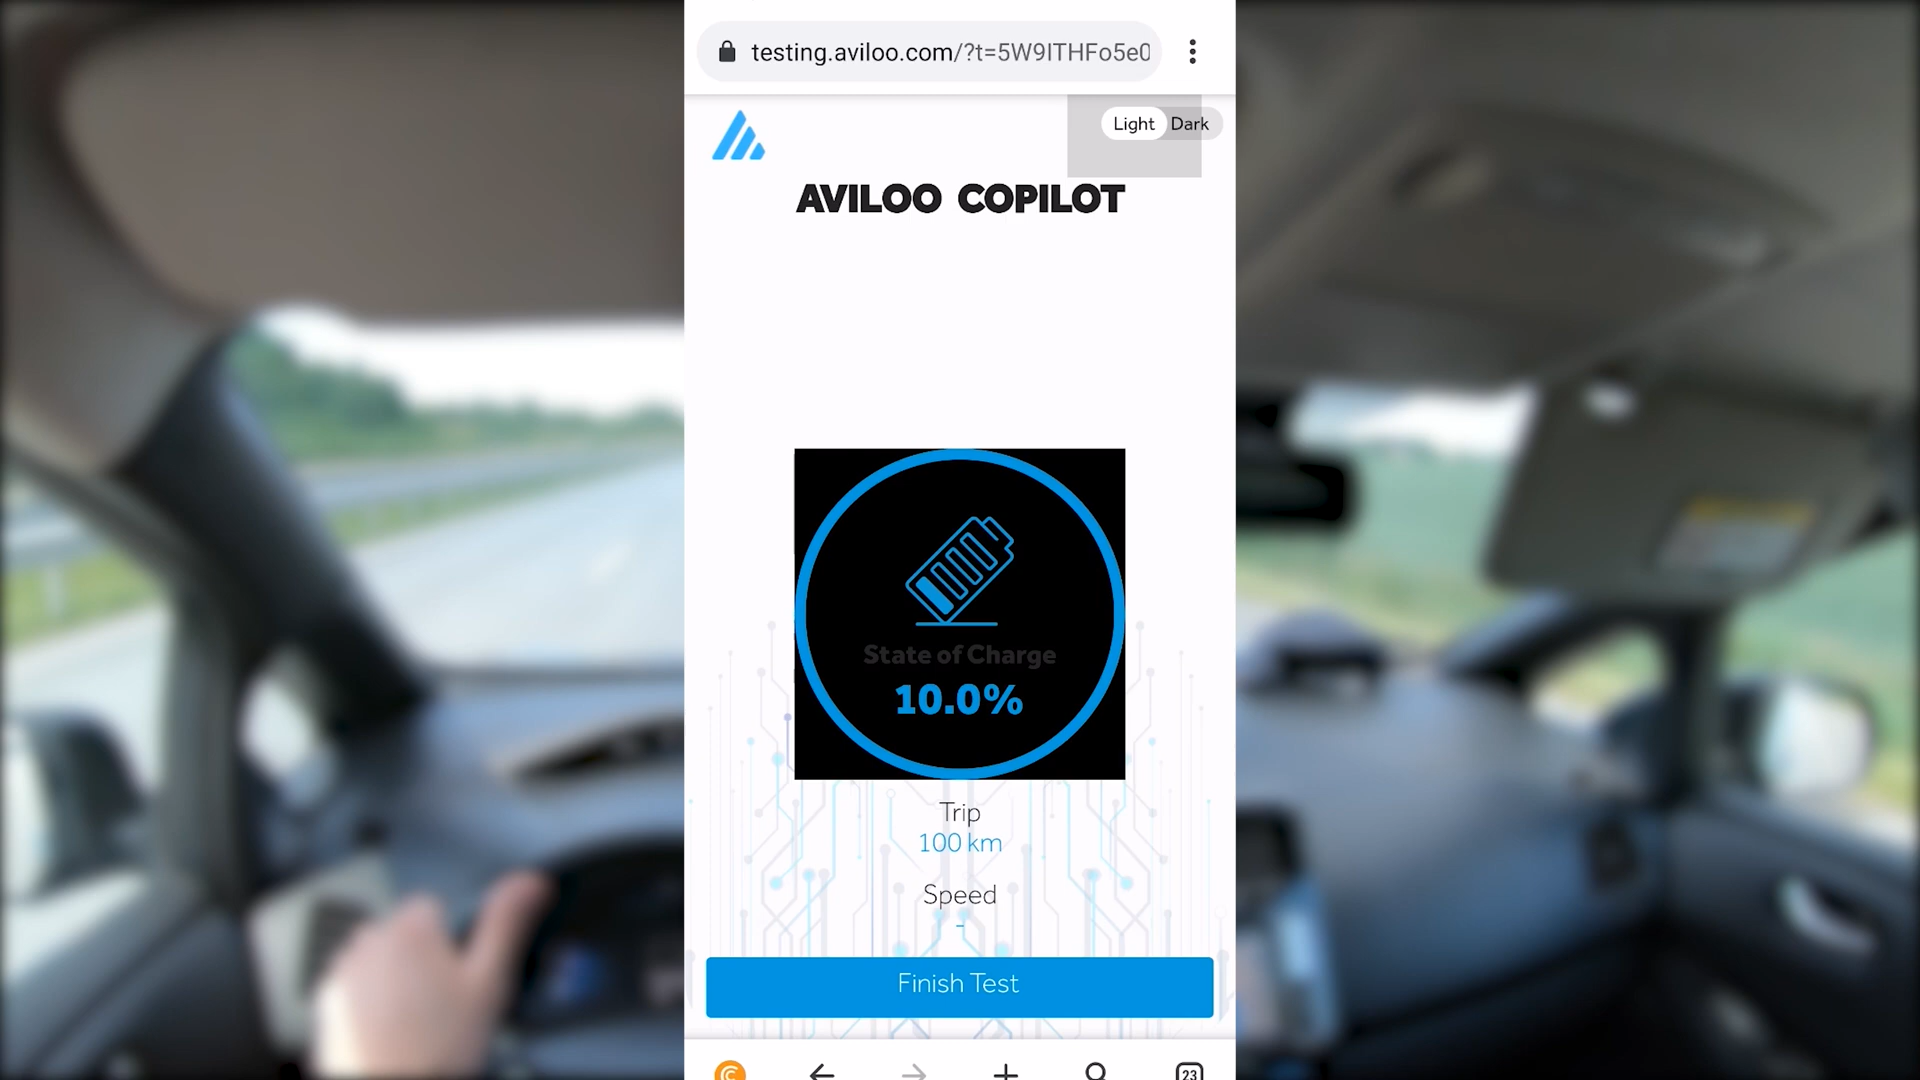 testing.aviloo.com/?t=5W9ITHFo5e0
Light Dark
AVILOO COPILOT
State of Charge
10.0%
Trip
100 km
Speed
-
Finish Test
23